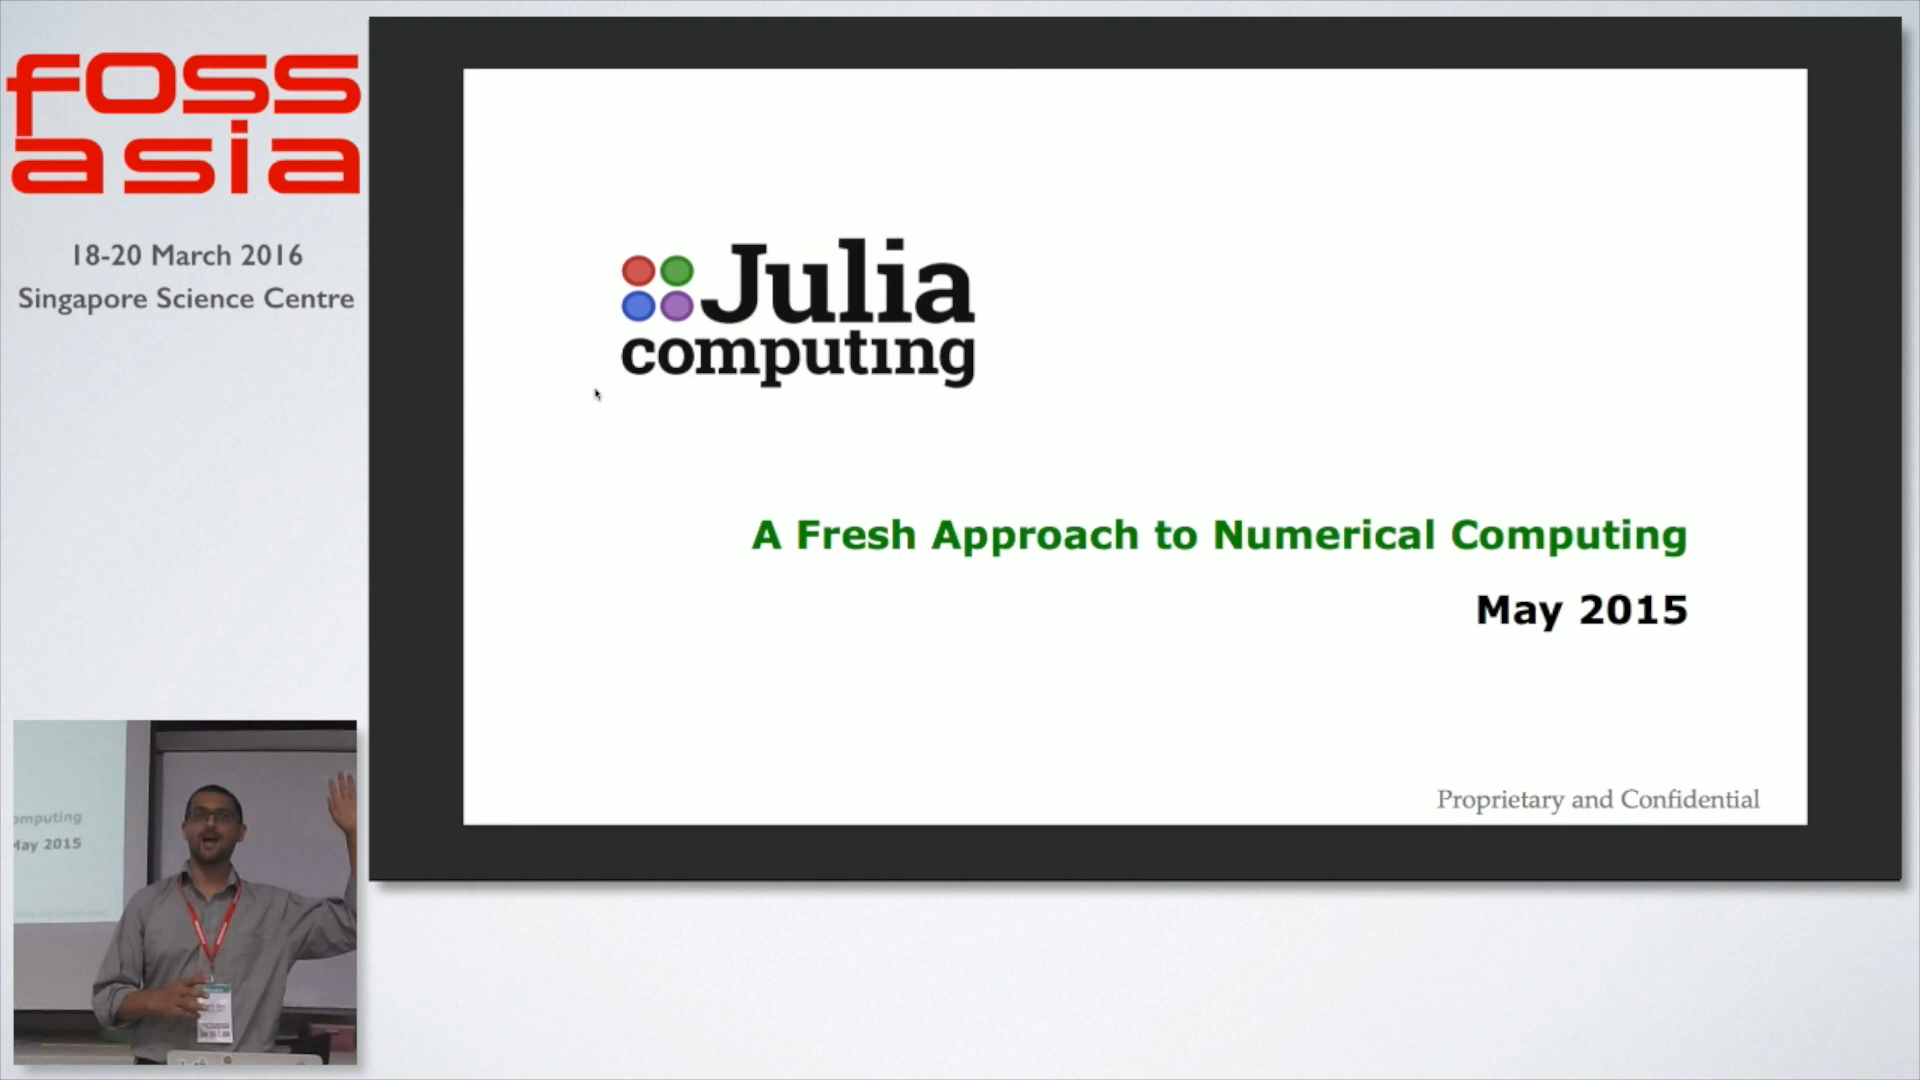 foss
asia
18-20 March 2016
Singapore Science Centre
Julia
computing
A Fresh Approach to Numerical Computing
May 2015
Proprietary and Confidential
omputing
May 2015